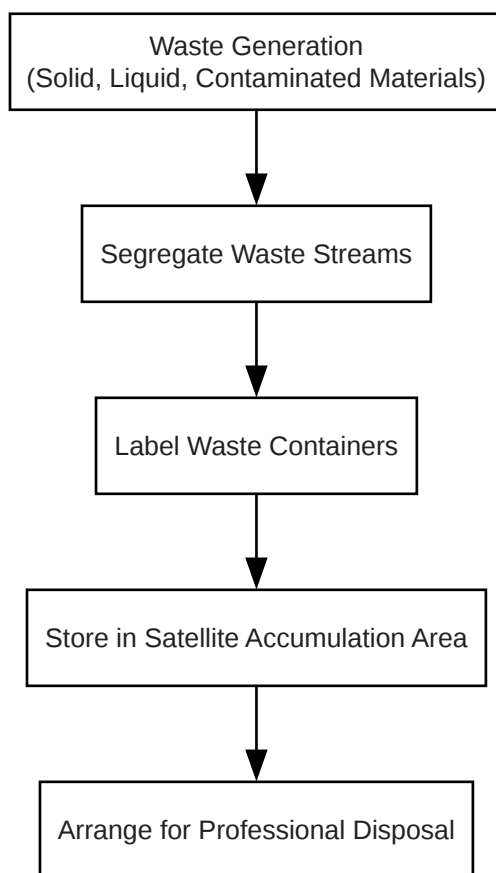 Waste Generation
(Solid, Liquid, Contaminated Materials)
Segregate Waste Streams
Label Waste Containers
Store in Satellite Accumulation Area
Arrange for Professional Disposal